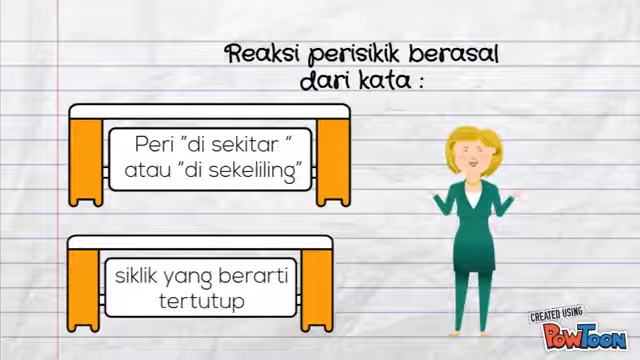 Reaksi perisikik berasal
dari kata :
Peri "di sekitar "
atau "di sekeliling"
siklik yang berarti
tertutup
CREATED USING
POWTOON